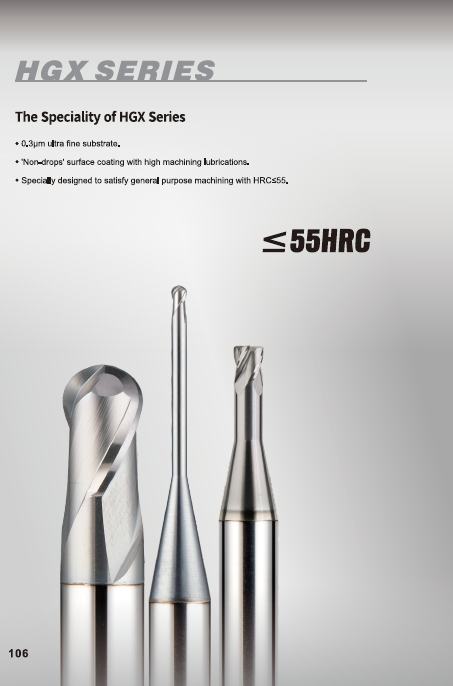 HGX SERIES
The Speciality of HGX Series
• 0.3μm ultra fine substrate.
• 'Non-drops' surface coating with high machining lubrications.
• Specially designed to satisfy general purpose machining with HRC≤55.
≤55HRC
106